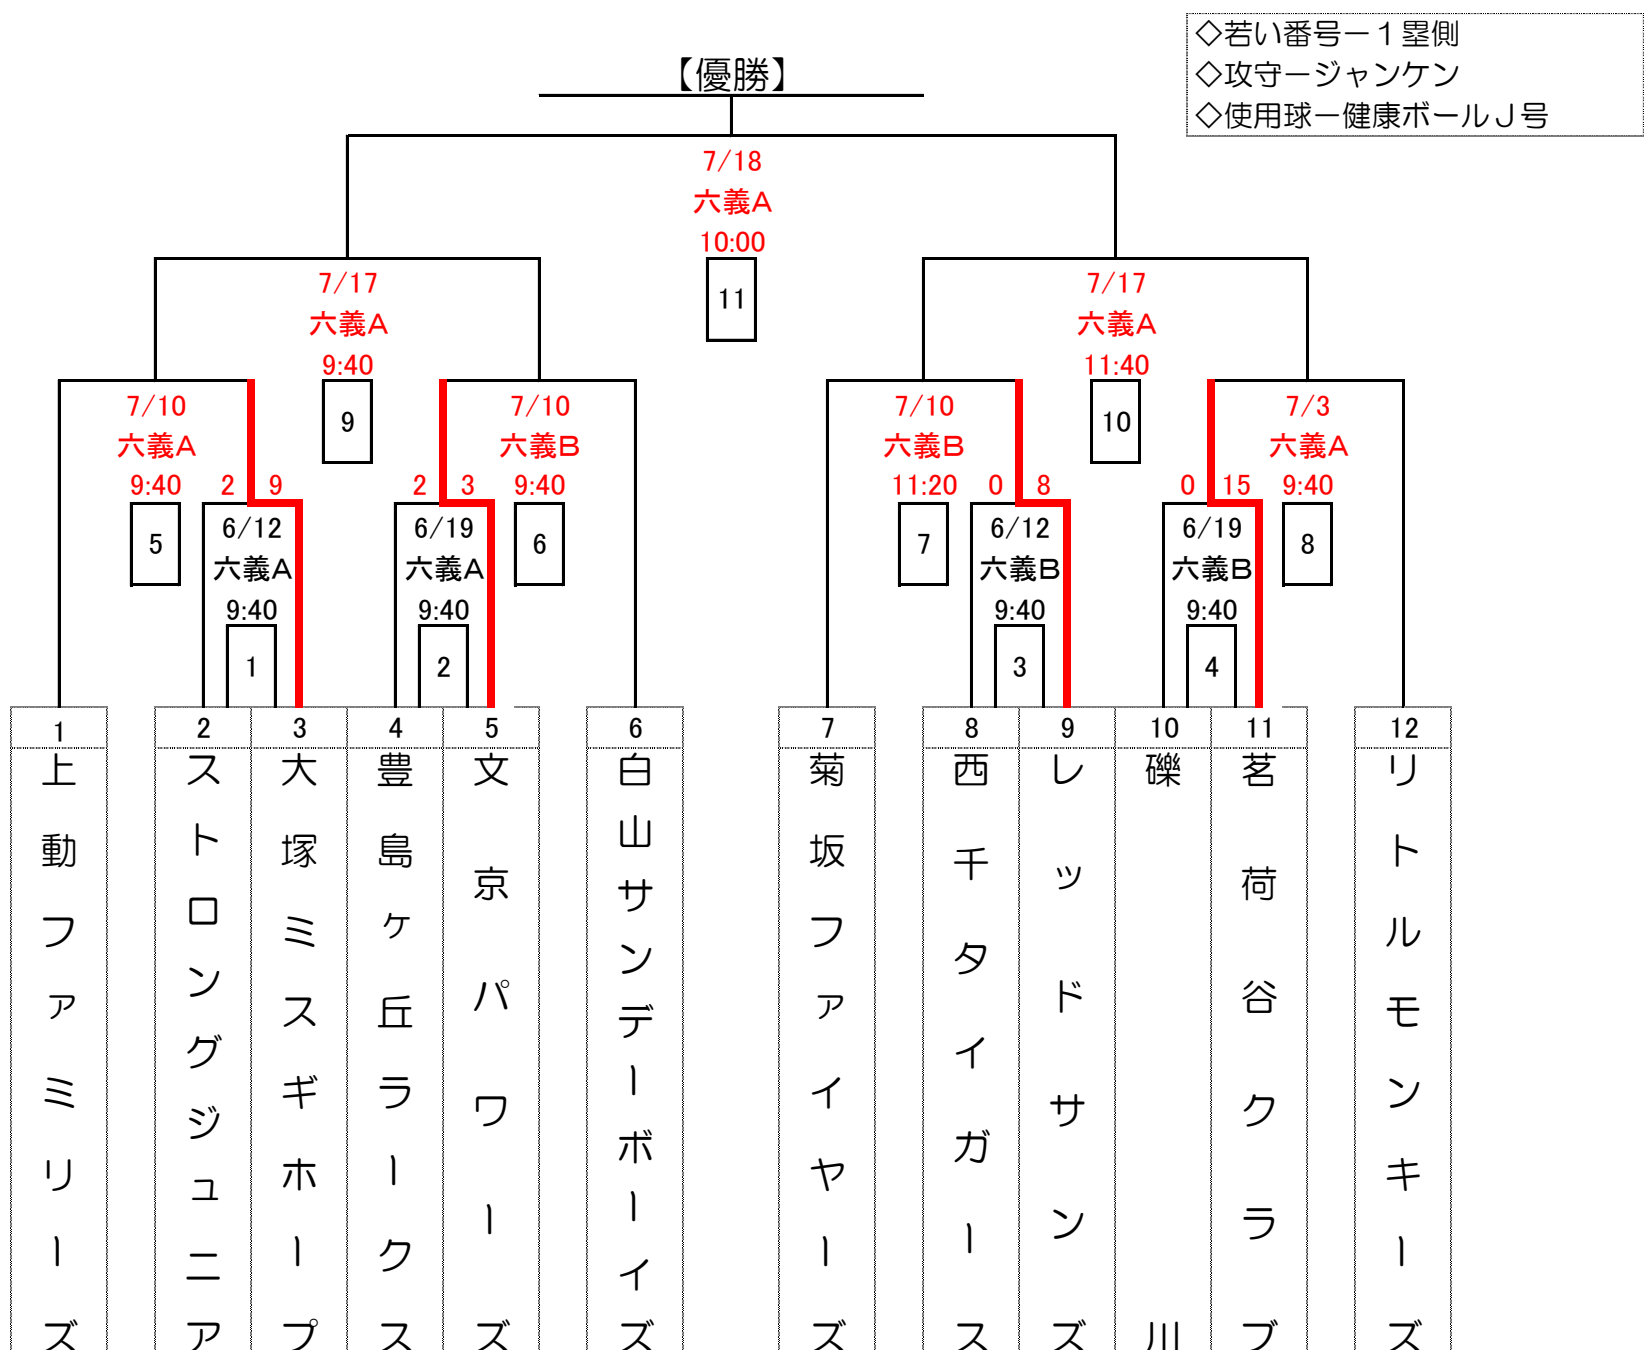 ◇若い番号－１塁側
◇攻守－ジャンケン
◇使用球－健康ボールＪ号
【優勝】
7/18
六義A
10:00
11
7/17
六義A
9:40
9
7/17
六義A
11:40
10
7/10
六義A
9:40
5
7/10
六義B
9:40
6
7/10
六義B
11:20
7
7/3
六義A
9:40
8
2 9
6/12
六義A
9:40
1
2 3
6/19
六義A
9:40
2
0 8
6/12
六義B
9:40
3
0 15
6/19
六義B
9:40
4
1
上動ファミリーズ
2
ストロングジュニア
3
大塚ミスギホープ
4
豊島ヶ丘ラークス
5
文京パワーズ
6
白山サンデーボーイズ
7
菊坂ファイヤーズ
8
西千タイガース
9
レッドサンズ
10
礫川
11
茗荷谷クラブ
12
リトルモンキーズ